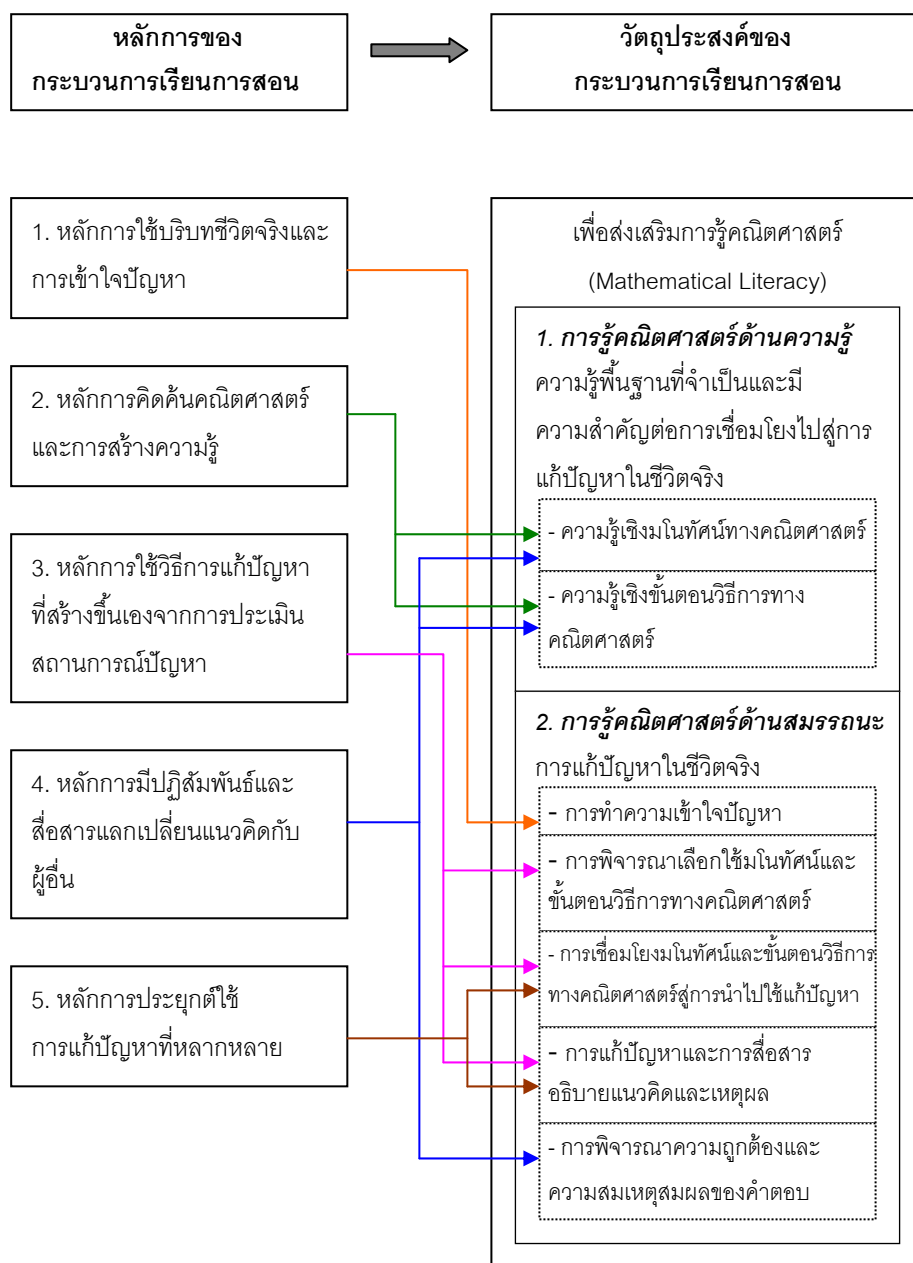 หลักการของ
กระบวนการเรียนการสอน
วัตถุประสงค์ของ
กระบวนการเรียนการสอน
1. หลักการใช้บริบทชีวิตจริงและ
การเข้าใจปัญหา
2. หลักการคิดค้นคณิตศาสตร์
และการสร้างความรู้
3. หลักการใช้วิธีการแก้ปัญหา
ที่สร้างขึ้นเองจากการประเมิน
สถานการณ์ปัญหา
4. หลักการมีปฏิสัมพันธ์และ
สื่อสารแลกเปลี่ยนแนวคิดกับ
ผู้อื่น
5. หลักการประยุกต์ใช้
การแก้ปัญหาที่หลากหลาย
เพื่อส่งเสริมการรู้คณิตศาสตร์
(Mathematical Literacy)
1. การรู้คณิตศาสตร์ด้านความรู้
ความรู้พื้นฐานที่จำเป็นและมี
ความสำคัญต่อการเชื่อมโยงไปสู่การ
แก้ปัญหาในชีวิตจริง
- ความรู้เชิงมโนทัศน์ทางคณิตศาสตร์
- ความรู้เชิงขั้นตอนวิธีการทาง
คณิตศาสตร์
2. การรู้คณิตศาสตร์ด้านสมรรถนะ
การแก้ปัญหาในชีวิตจริง
- การทำความเข้าใจปัญหา
- การพิจารณาเลือกใช้มโนทัศน์และ
ขั้นตอนวิธีการทางคณิตศาสตร์
- การเชื่อมโยงมโนทัศน์และขั้นตอนวิธีการ
ทางคณิตศาสตร์สู่การนำไปใช้แก้ปัญหา
- การแก้ปัญหาและการสื่อสาร
อธิบายแนวคิดและเหตุผล
- การพิจารณาความถูกต้องและ
ความสมเหตุสมผลของคำตอบ